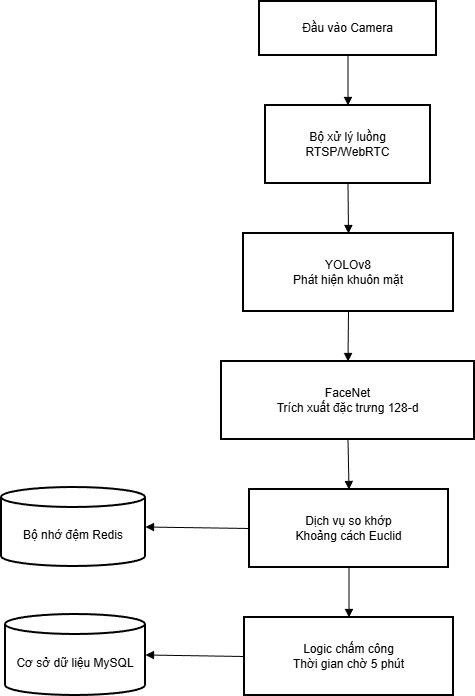 Đầu vào Camera
Bộ xử lý luồng
RTSP/WebRTC
YOLOv8
Phát hiện khuôn mặt
FaceNet
Trích xuất đặc trưng 128-d
Dịch vụ so khớp
Khoảng cách Euclid
Bộ nhớ đệm Redis
Logic chấm công
Thời gian chờ 5 phút
Cơ sở dữ liệu MySQL